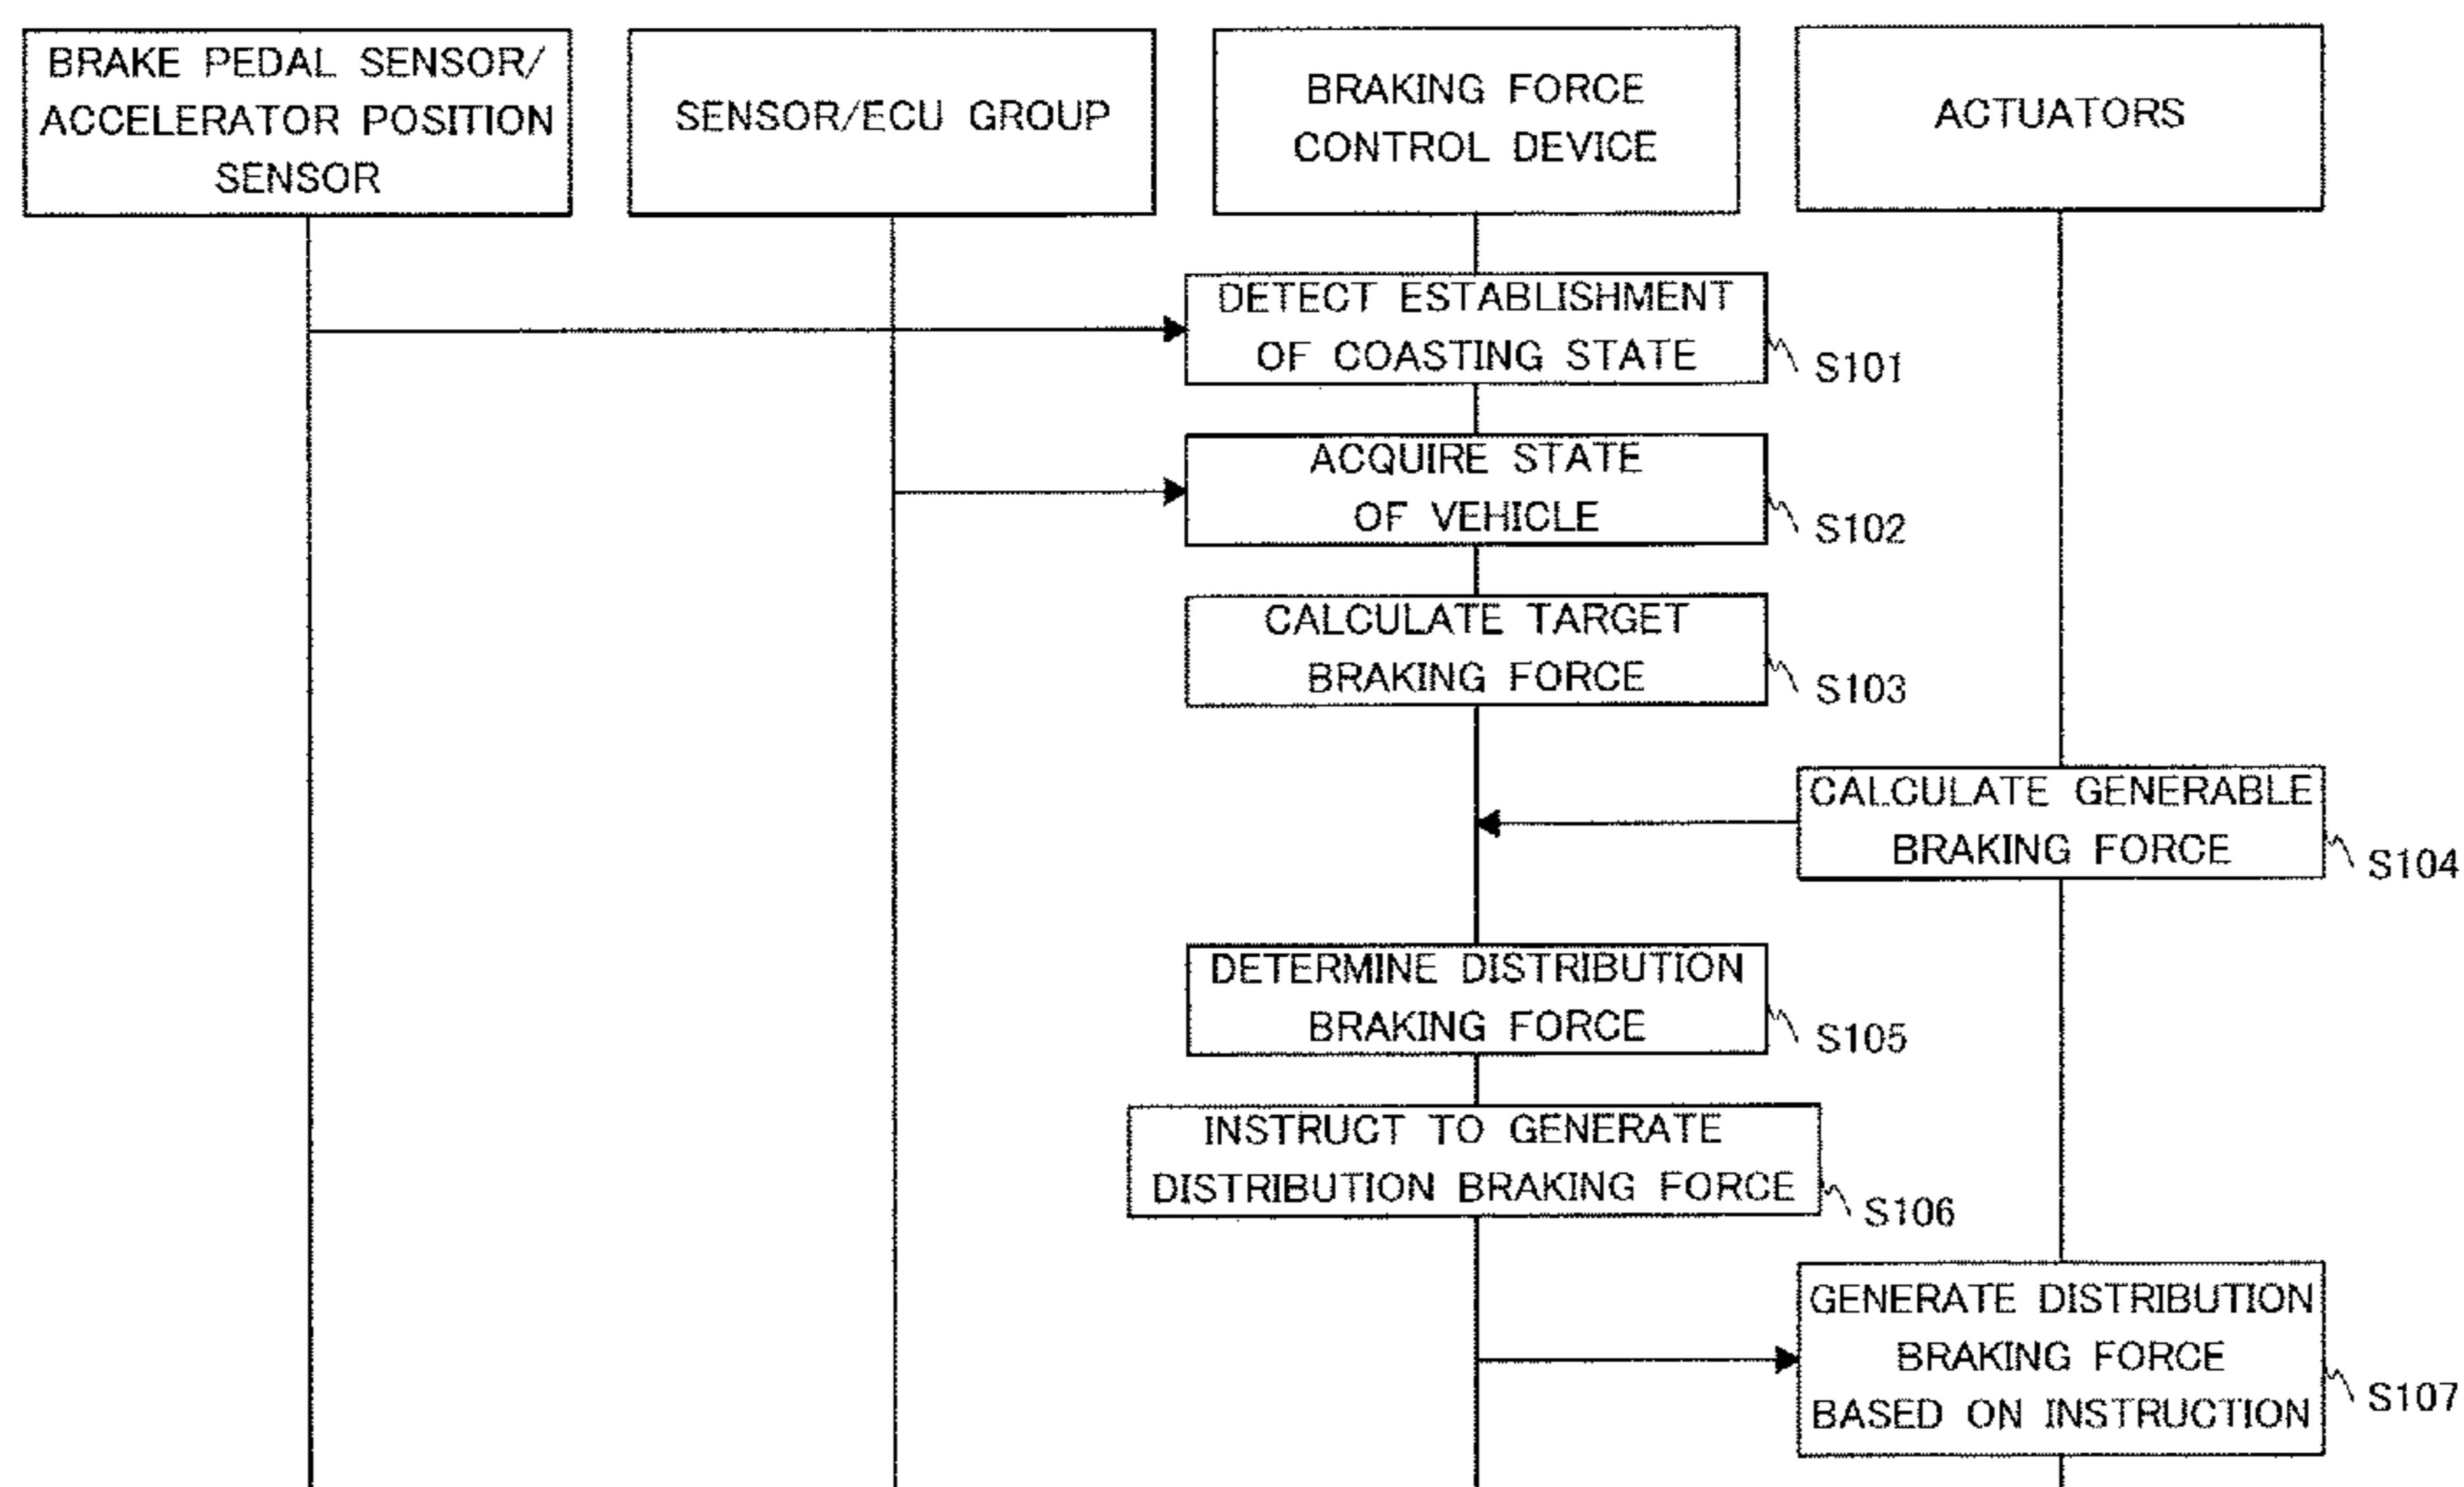 BRAKE PEDAL SENSOR/
ACCELERATOR POSITION
SENSOR
SENSOR/ECU GROUP
BRAKING FORCE
CONTROL DEVICE
ACTUATORS
DETECT ESTABLISHMENT
OF COASTING STATE
S101
ACQUIRE STATE
OF VEHICLE
S102
CALCULATE TARGET
BRAKING FORCE
S103
CALCULATE GENERABLE
BRAKING FORCE
S104
DETERMINE DISTRIBUTION
BRAKING FORCE
S105
INSTRUCT TO GENERATE
DISTRIBUTION BRAKING FORCE
S106
GENERATE DISTRIBUTION
BRAKING FORCE
BASED ON INSTRUCTION
S107